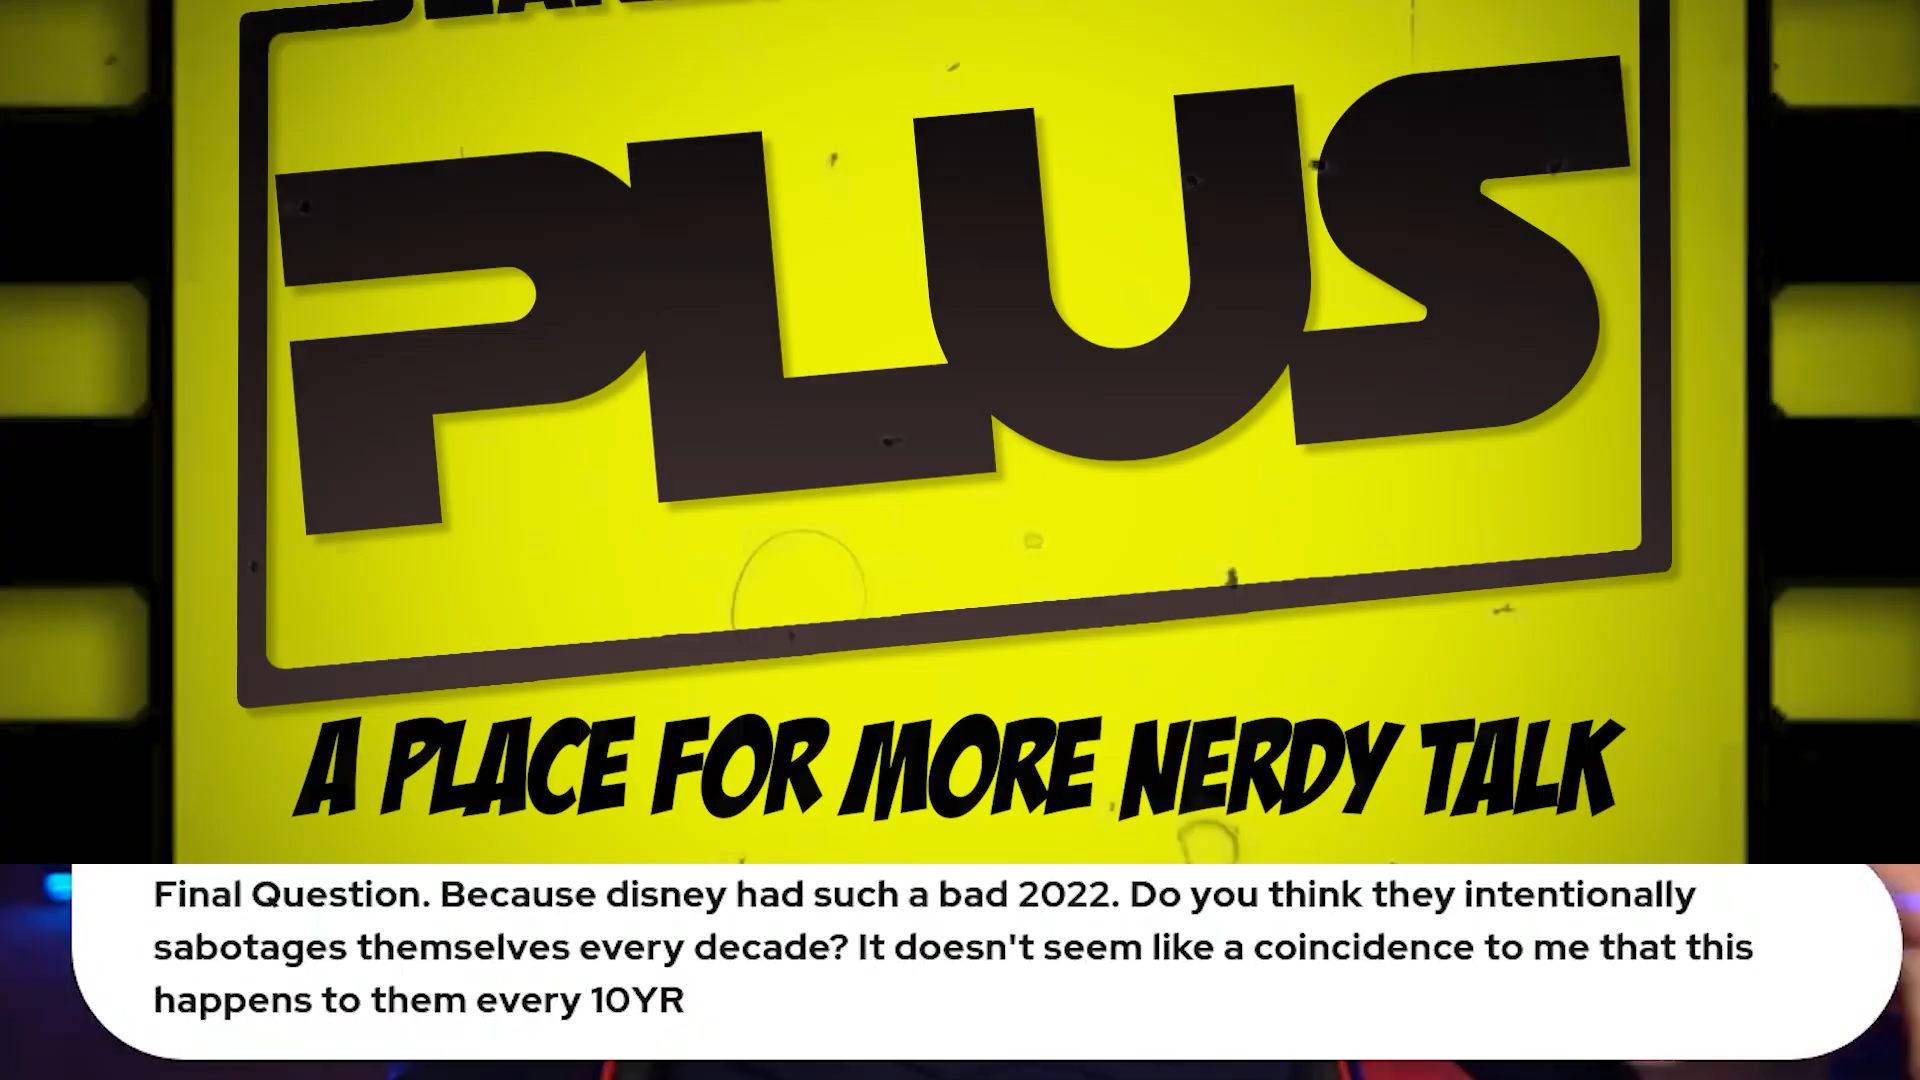 PLUS
A PLACE FOR MORE NERDY TALK
Final Question. Because disney had such a bad 2022. Do you think they intentionally
sabotages themselves every decade? It doesn't seem like a coincidence to me that this
happens to them every 10YR